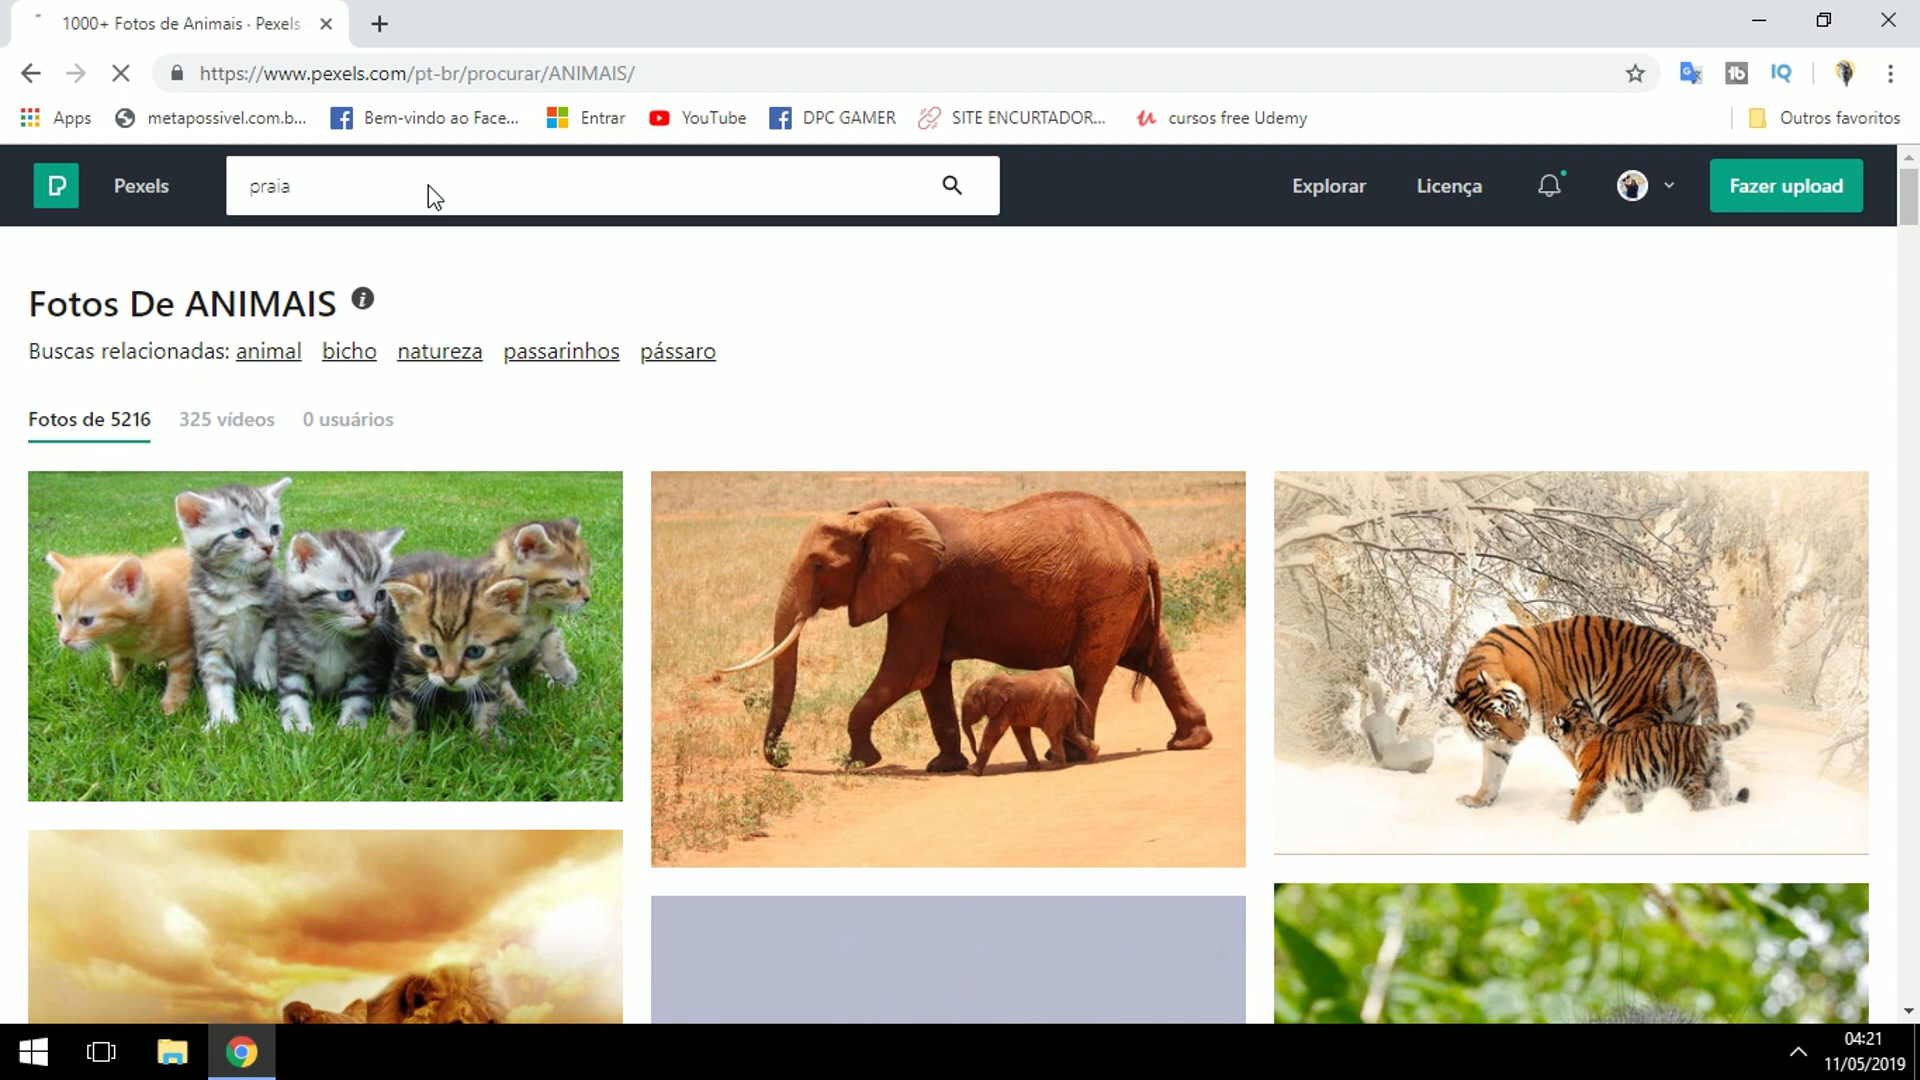 1000+ Fotos de Animais · Pexels
https://www.pexels.com/pt-br/procurar/ANIMAIS/
Apps metapossivel.com.b... Bem-vindo ao Face... Entrar YouTube DPC GAMER SITE ENCURTADOR... cursos free Udemy Outros favoritos
Pexels praia Explorar Licença Fazer upload
Fotos De ANIMAIS
Buscas relacionadas: animal bicho natureza passarinhos pássaro
Fotos de 5216 325 vídeos 0 usuários
04:21
11/05/2019